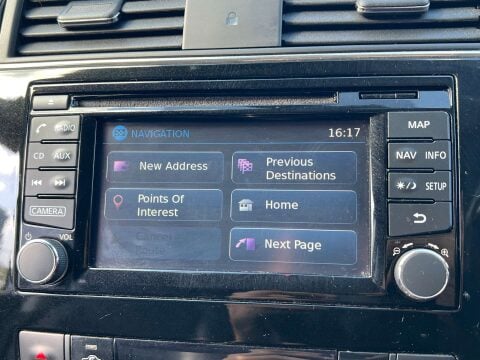 NAVIGATION 16:17
New Address
Previous
Destinations
Points Of
Interest
Home
Next Page
RADIO
CD AUX
CAMERA
VOL
MAP
NAV INFO
SETUP